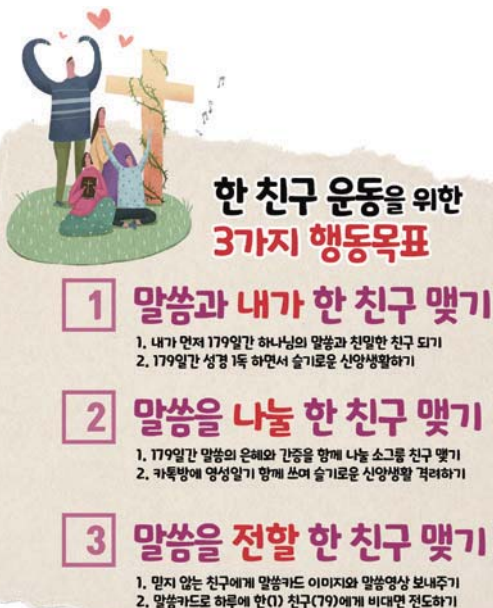 한 친구 운동을 위한
3가지 행동목표
1 말씀과 내가 한 친구 맺기
1. 내가 먼저 179일간 하나님의 말씀과 친밀한 친구 되기
2. 179일간 성경 1독 하면서 슬기로운 신앙생활하기
2 말씀을 나눌 한 친구 맺기
1. 179일간 말씀의 은혜와 간증을 함께 나눌 소그룹 친구 맺기
2. 카톡방에 영성일기 함께 쓰며 슬기로운 신앙생활 격려하기
3 말씀을 전할 한 친구 맺기
1. 믿지 않는 친구에게 말씀카드 이미지와 말씀영상 보내주기
2. 말씀카드로 하루에 한(1) 친구(79)에게 비대면 전도하기